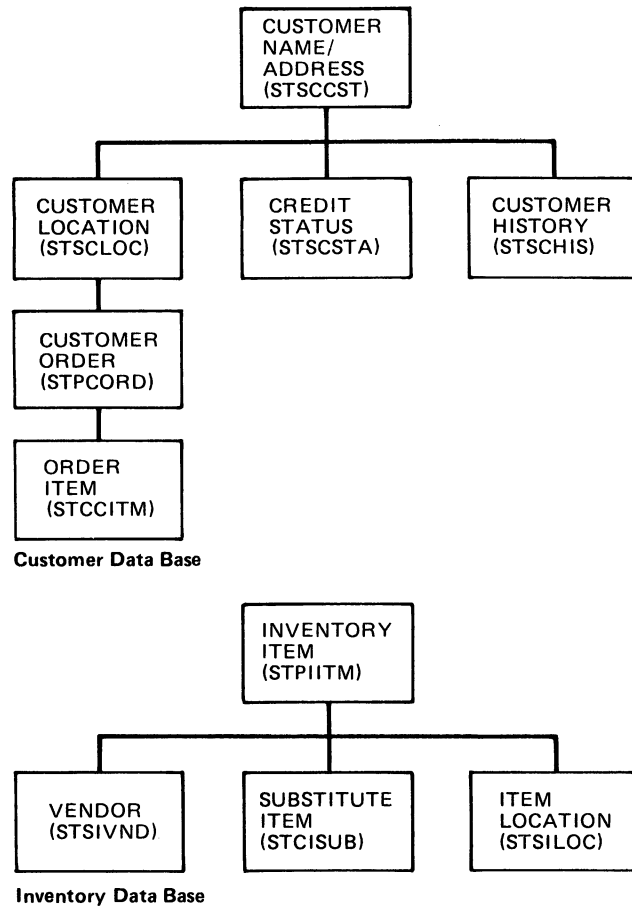 CUSTOMER
NAME/
ADDRESS
(STSCCST)
CUSTOMER
LOCATION
(STSCLOC)
CREDIT
STATUS
(STSCSTA)
CUSTOMER
HISTORY
(STSCHIS)
CUSTOMER
ORDER
(STPCORD)
ORDER
ITEM
(STCCITM)
Customer Data Base
INVENTORY
ITEM
(STPIITM)
VENDOR
(STSIVND)
SUBSTITUTE
ITEM
(STCISUB)
ITEM
LOCATION
(STSILOC)
Inventory Data Base